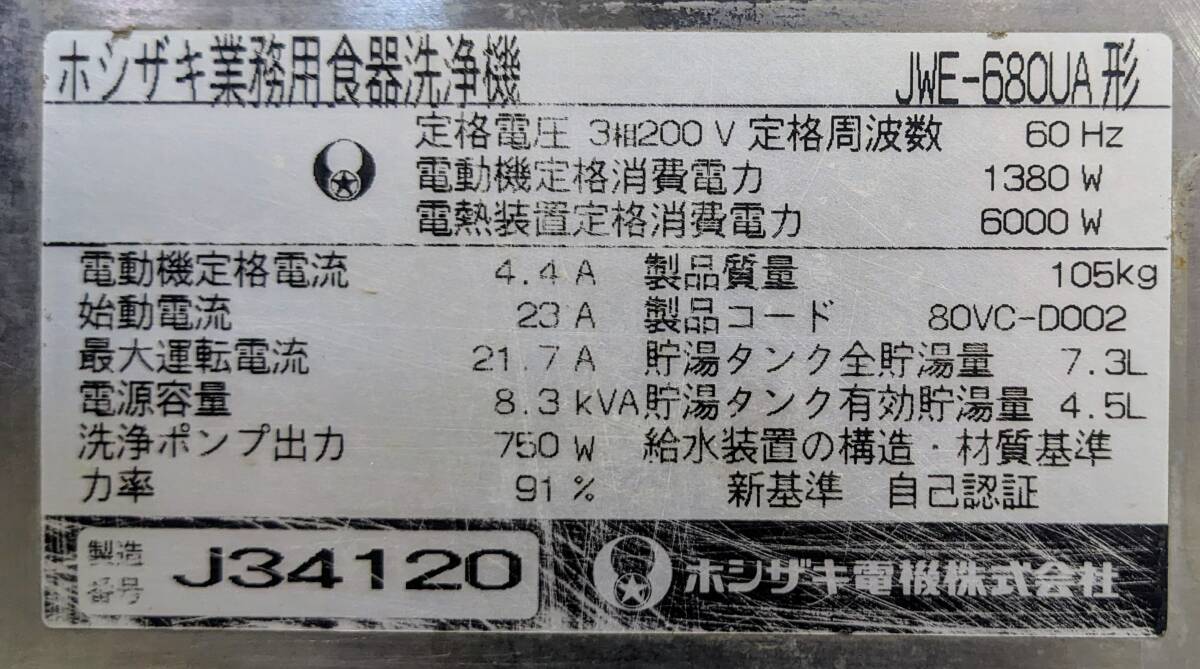 ホシザキ業務用食器洗浄機 JWE-680UA形
定格電圧 3相200 V 定格周波数 60 Hz
電動機定格消費電力 1380 W
電熱装置定格消費電力 6000 W
電動機定格電流 4.4 A 製品質量 105kg
始動電流 23 A 製品コード 80VC-D002
最大運転電流 21.7 A 貯湯タンク全貯湯量 7.3L
電源容量 8.3 kVA 貯湯タンク有効貯湯量 4.5L
洗浄ポンプ出力 750 W 給水装置の構造・材質基準
力率 91 % 新基準 自己認証
製造番号 J34120 ホシザキ電機株式会社